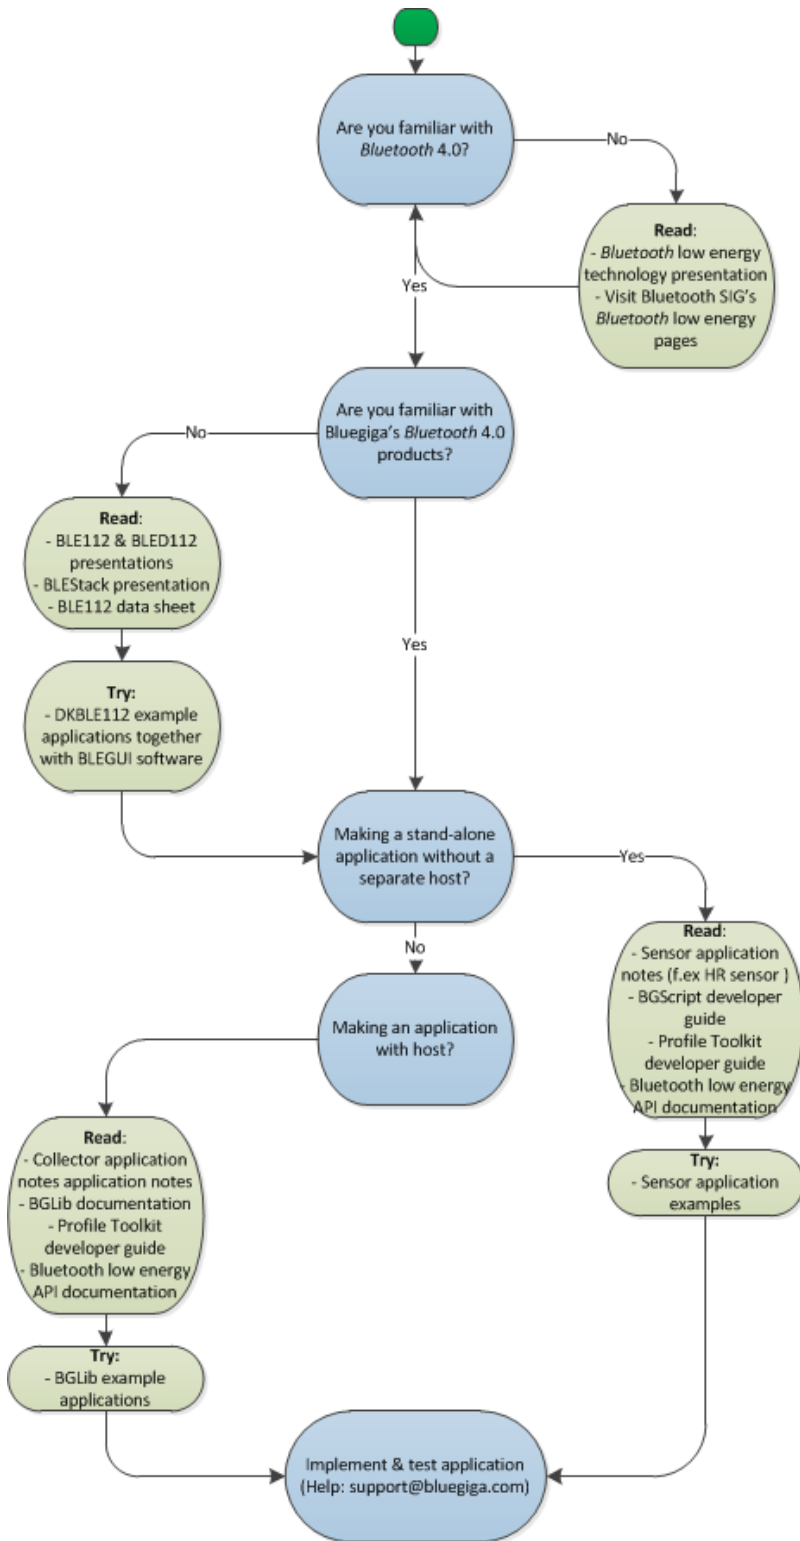 Are you familiar with
Bluetooth 4.0?
No
Read:
- Bluetooth low energy
technology presentation
- Visit Bluetooth SIG's
Bluetooth low energy
pages
Yes
Are you familiar with
Bluegiga's Bluetooth 4.0
products?
No
Read:
- BLE112 & BLED112
presentations
- BLEStack presentation
- BLE112 data sheet
Yes
Try:
- DKBLE112 example
applications together
with BLEGUI software
Making a stand-alone
application without a
separate host?
Yes
No
Read:
- Sensor application
notes (f.ex HR sensor )
- BGScript developer
guide
- Profile Toolkit
developer guide
- Bluetooth low energy
API documentation
Making an application
with host?
Read:
- Collector application
notes application notes
- BGLib documentation
- Profile Toolkit
developer guide
- Bluetooth low energy
API documentation
Try:
- Sensor application
examples
Try:
- BGLib example
applications
Implement & test application
(Help: support@bluegiga.com)